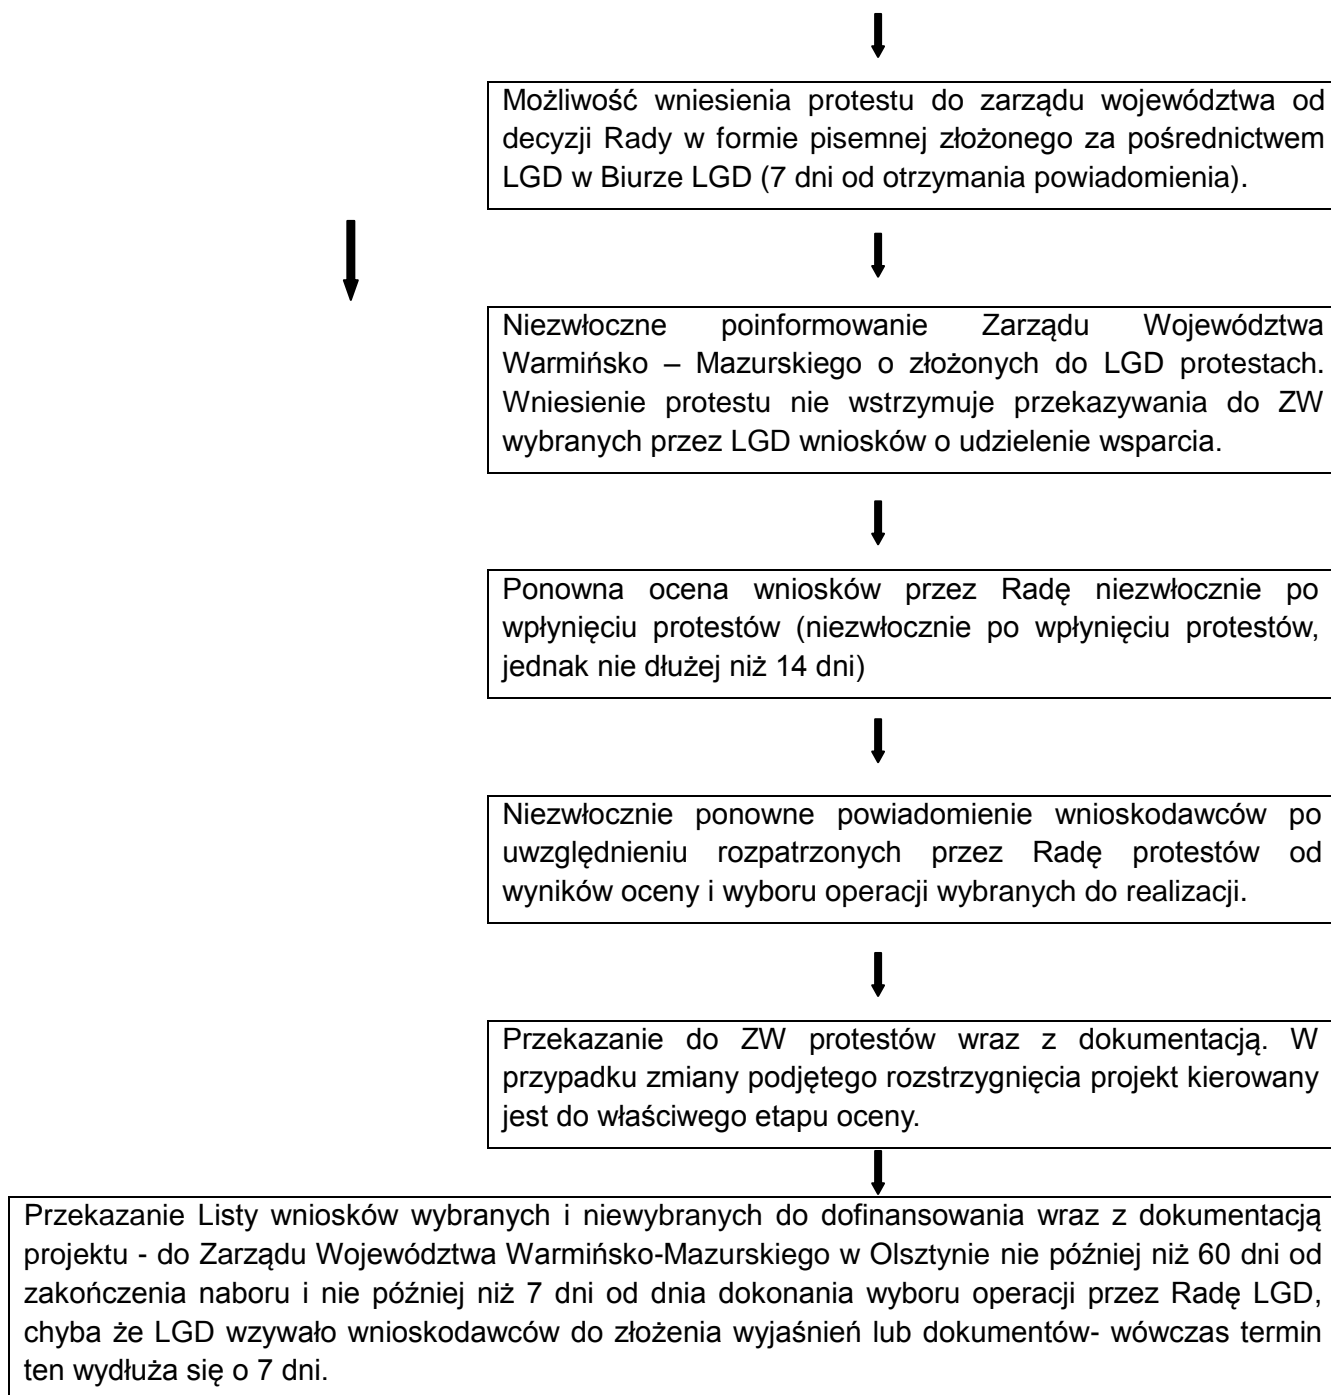 Możliwość wniesienia protestu do zarządu województwa od
decyzji Rady w formie pisemnej złożonego za pośrednictwem
LGD w Biurze LGD (7 dni od otrzymania powiadomienia).
Niezwłoczne poinformowanie Zarządu Województwa
Warmińsko – Mazurskiego o złożonych do LGD protestach.
Wniesienie protestu nie wstrzymuje przekazywania do ZW
wybranych przez LGD wniosków o udzielenie wsparcia.
Ponowna ocena wniosków przez Radę niezwłocznie po
wpłynięciu protestów (niezwłocznie po wpłynięciu protestów,
jednak nie dłużej niż 14 dni)
Niezwłocznie ponowne powiadomienie wnioskodawców po
uwzględnieniu rozpatrzonych przez Radę protestów od
wyników oceny i wyboru operacji wybranych do realizacji.
Przekazanie do ZW protestów wraz z dokumentacją. W
przypadku zmiany podjętego rozstrzygnięcia projekt kierowany
jest do właściwego etapu oceny.
Przekazanie Listy wniosków wybranych i niewybranych do dofinansowania wraz z dokumentacją
projektu - do Zarządu Województwa Warmińsko-Mazurskiego w Olsztynie nie później niż 60 dni od
zakończenia naboru i nie później niż 7 dni od dnia dokonania wyboru operacji przez Radę LGD,
chyba że LGD wzywało wnioskodawców do złożenia wyjaśnień lub dokumentów- wówczas termin
ten wydłuża się o 7 dni.